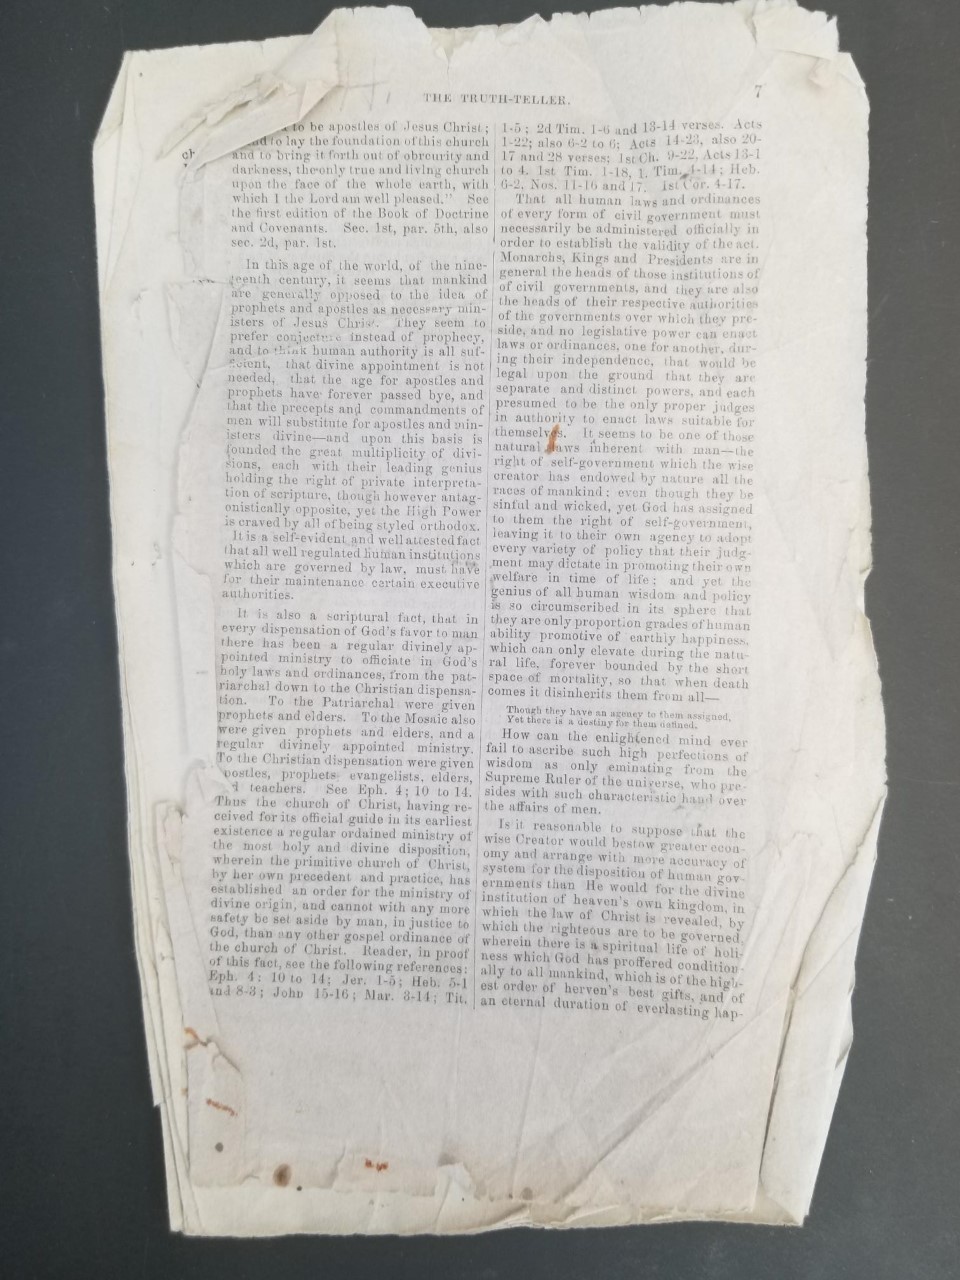 THE TRUTH-TELLER.
7
to be apostles of Jesus Christ;
to lay the foundation of this church
ch
and to bring it forth out of obrcurity and
darkness, the only true and living church
upon the face of the whole earth, with
which I the Lord am well pleased." See
the first edition of the Book of Doctrine
and Covenants. Sec. 1st, par. 5th, also
sec. 2d, par. 1st.
In this age of the world, of the nine-
teenth century, it seems that mankind
are generally opposed to the idea of
prophets and apostles as necessary min-
isters of Jesus Christ. They seem to
prefer conjecture instead of prophecy,
and to think human authority is all suf-
ficient, that divine appointment is not
needed, that the age for apostles and
prophets have forever passed bye, and
that the precepts and commandments of
men will substitute for apostles and min-
isters divine—and upon this basis is
founded the great multiplicity of divi-
sions, each with their leading genius
holding the right of private interpreta-
tion of scripture, though however antag-
onistically opposite, yet the High Power
is craved by all of being styled orthodox.
It is a self-evident and well attested fact
that all well regulated human institutions
which are governed by law, must have
for their maintenance certain executive
authorities.
It is also a scriptural fact, that in
every dispensation of God's favor to man
there has been a regular divinely ap-
pointed ministry to officiate in God's
holy laws and ordinances, from the pat-
riarchal down to the Christian dispensa-
tion. To the Patriarchal were given
prophets and elders. To the Mosaic also
were given prophets and elders, and a
regular divinely appointed ministry.
To the Christian dispensation were given
postles, prophets evangelists, elders,
d teachers. See Eph. 4; 10 to 14.
Thus the church of Christ, having re-
ceived for its official guide in its earliest
existence a regular ordained ministry of
the most holy and divine disposition,
wherein the primitive church of Christ,
by her own precedent and practice, has
established an order for the ministry of
divine origin, and cannot with any more
safety be set aside by man, in justice to
God, than any other gospel ordinance of
the church of Christ. Reader, in proof
of this fact, see the following references:
Eph. 4: 10 to 14; Jer. 1-5; Heb. 5-1
and 8-3; John 15-16; Mar. 3-14; Tit.
1-5; 2d Tim. 1-6 and 13-14 verses. Acts
1-22; also 6-2 to 6; Acts 14-23, also 20-
17 and 28 verses; 1st Ch. 9-22, Acts 13-1
to 4. 1st Tim. 1-18, 1. Tim. 4-14; Heb.
6-2, Nos. 11-16 and 17. 1st Cor. 4-17.
That all human laws and ordinances
of every form of civil government must
necessarily be administered officially in
order to establish the validity of the act.
Monarchs, Kings and Presidents are in
general the heads of those institutions of
of civil governments, and they are also
the heads of their respective authorities
of the governments over which they pre-
side, and no legislative power can enact
laws or ordinances, one for another, dur-
ing their independence, that would be
legal upon the ground that they are
separate and distinct powers, and each
presumed to be the only proper judges
in authority to enact laws suitable for
themselves. It seems to be one of those
natural laws inherent with man—the
right of self-government which the wise
creator has endowed by nature all the
races of mankind; even though they be
sinful and wicked, yet God has assigned
to them the right of self-government,
leaving it to their own agency to adopt
every variety of policy that their judg-
ment may dictate in promoting their own
welfare in time of life; and yet the
genius of all human wisdom and policy
is so circumscribed in its sphere that
they are only proportion grades of human
ability promotive of earthly happiness,
which can only elevate during the natu-
ral life, forever bounded by the short
space of mortality, so that when death
comes it disinherits them from all—
Though they have an agency to them assigned,
Yet there is a destiny for them defined.
How can the enlightened mind ever
fail to ascribe such high perfections of
wisdom as only eminating from the
Supreme Ruler of the universe, who pre-
sides with such characteristic hand over
the affairs of men.
Is it reasonable to suppose that the
wise Creator would bestow greater econ-
omy and arrange with more accuracy of
system for the disposition of human gov-
ernments than He would for the divine
institution of heaven's own kingdom, in
which the law of Christ is revealed, by
which the righteous are to be governed,
wherein there is a spiritual life of holi-
ness which God has proffered condition-
ally to all mankind, which is of the high-
est order of herven's best gifts, and of
an eternal duration of everlasting hap-